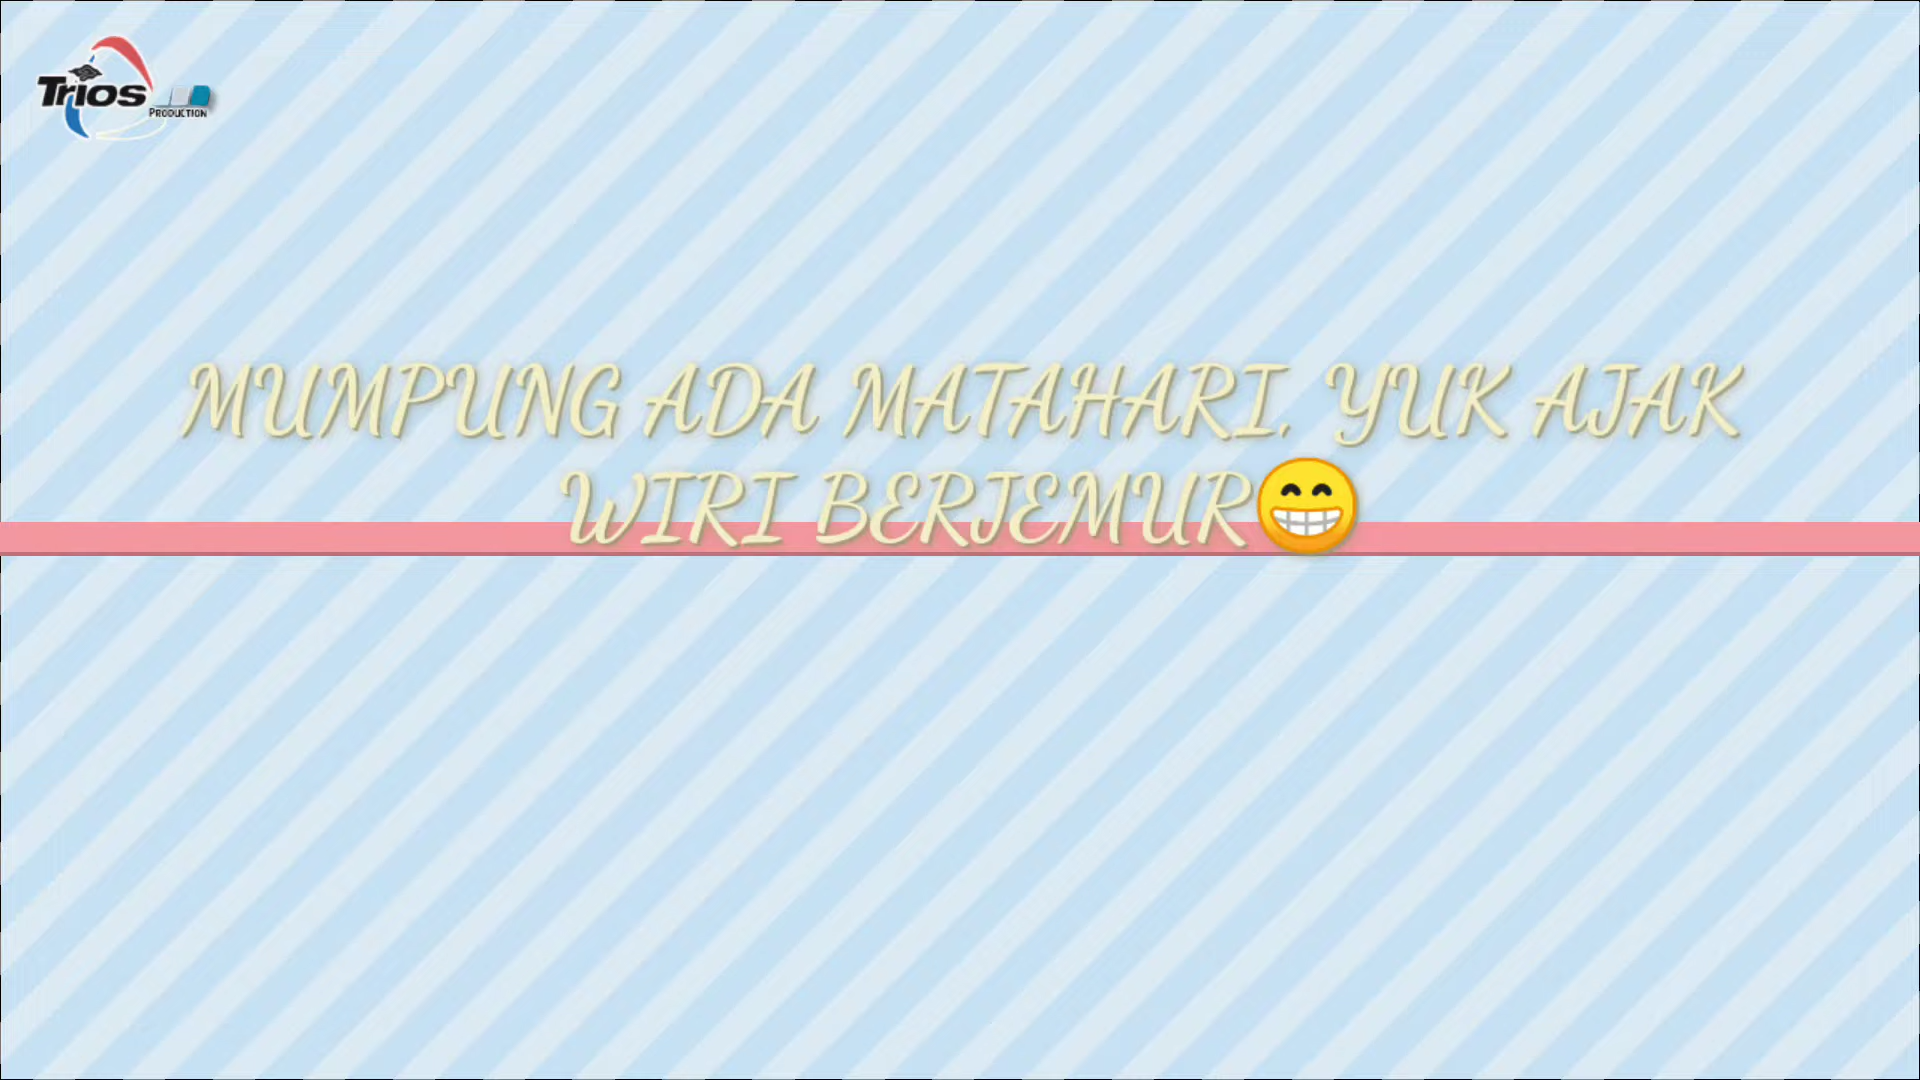 Trios
PRODUCTION
MUMPUNG ADA MATAHARI, YUK AJAK
WIRI BERJEMUR😁